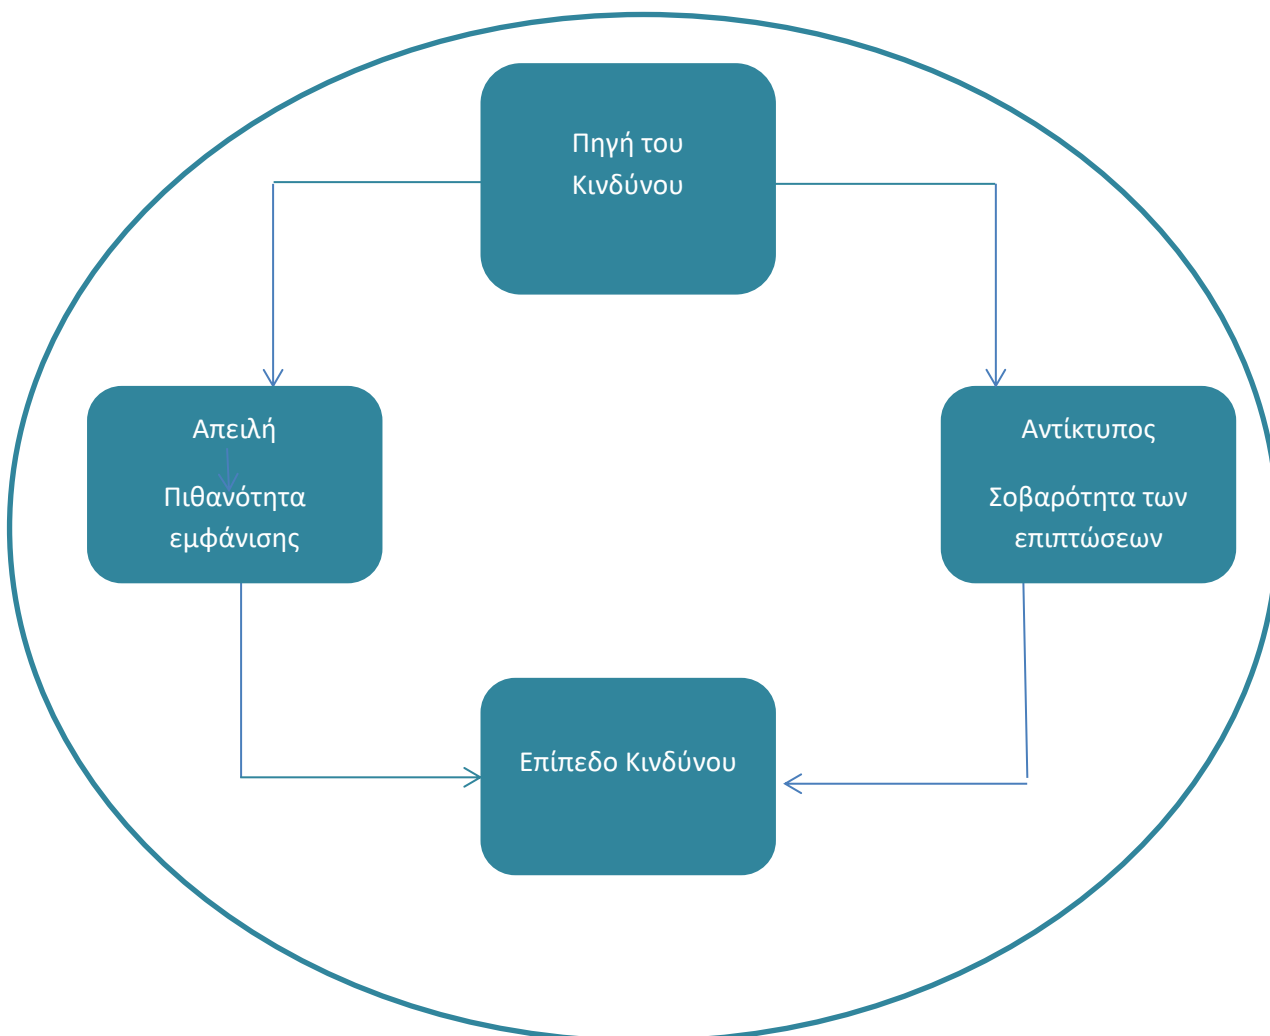 Πηγή του
Κινδύνου
Απειλή
Πιθανότητα
εμφάνισης
Αντίκτυπος
Σοβαρότητα των
επιπτώσεων
Επίπεδο Κινδύνου